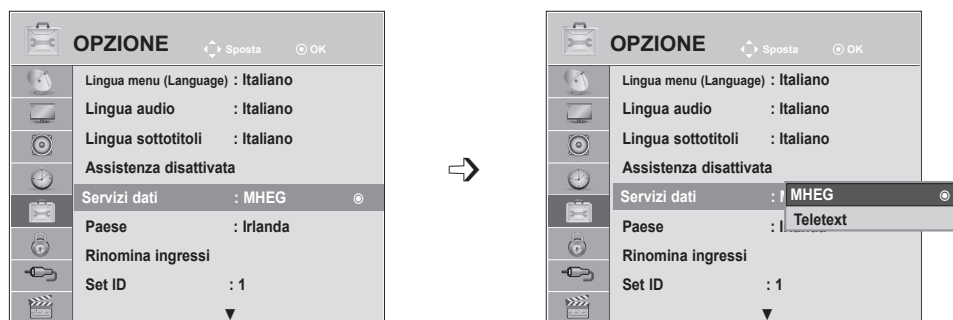 OPZIONE Sposta OK
Lingua menu (Language) : Italiano
Lingua audio : Italiano
Lingua sottotitoli : Italiano
Assistenza disattivata
Servizi dati : MHEG
Paese : Irlanda
Rinomina ingressi
Set ID : 1
OPZIONE Sposta OK
Lingua menu (Language) : Italiano
Lingua audio : Italiano
Lingua sottotitoli : Italiano
Assistenza disattivata
Servizi dati : M
MHEG
Teletext
Paese : Irlanda
Rinomina ingressi
Set ID : 1